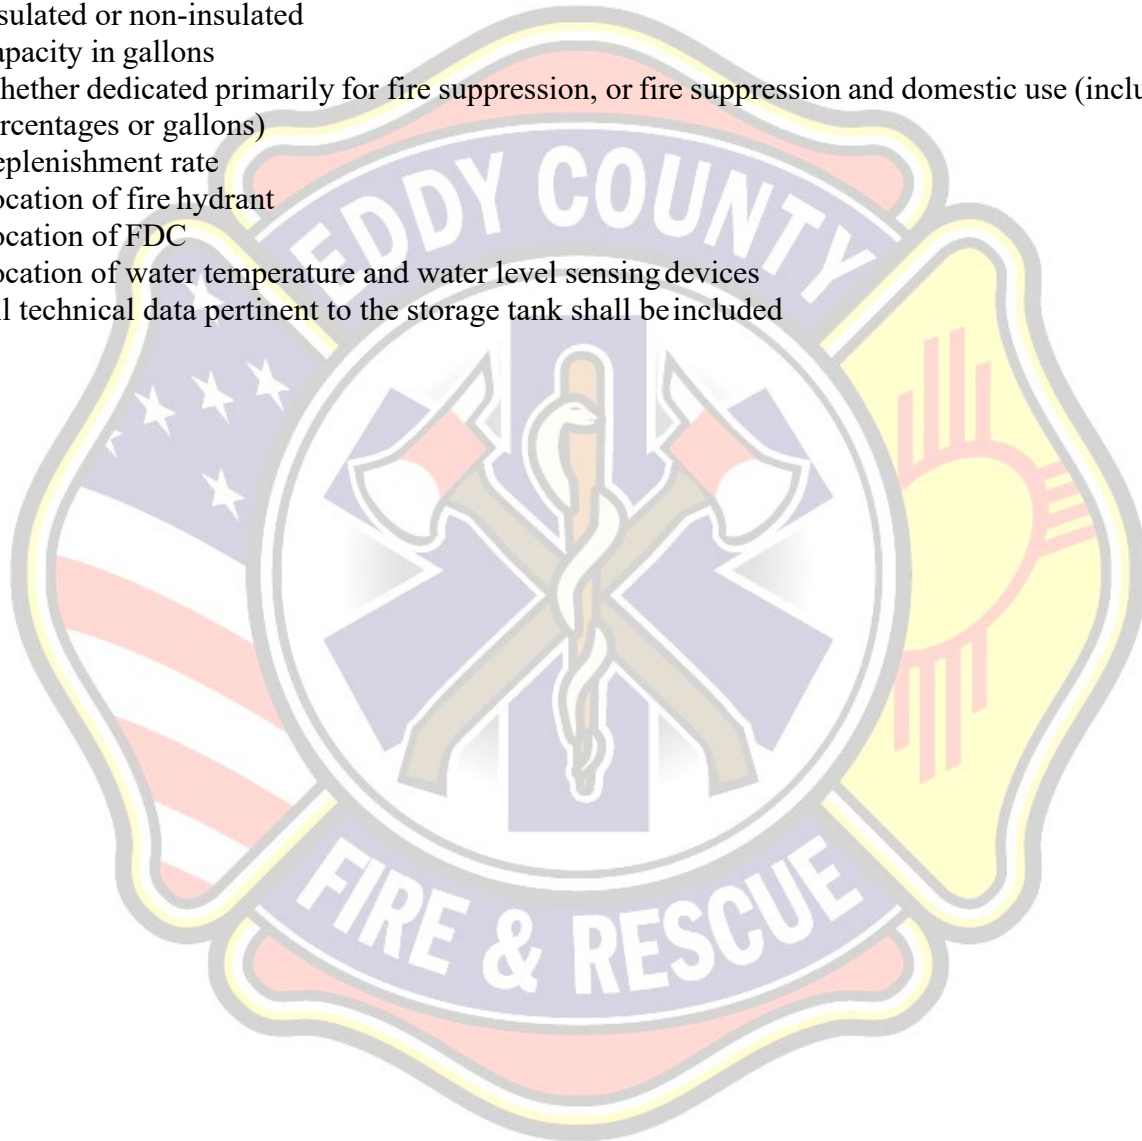 sulated or non-insulated
apacity in gallons
hether dedicated primarily for fire suppression, or fire suppression and domestic use (inclu
rcentages or gallons)
eplenishment rate
ocation of fire hydrant
ocation of FDC
ocation of water temperature and water level sensing devices
ll technical data pertinent to the storage tank shall be included
EDDY COUNTY
FIRE & RESCUE